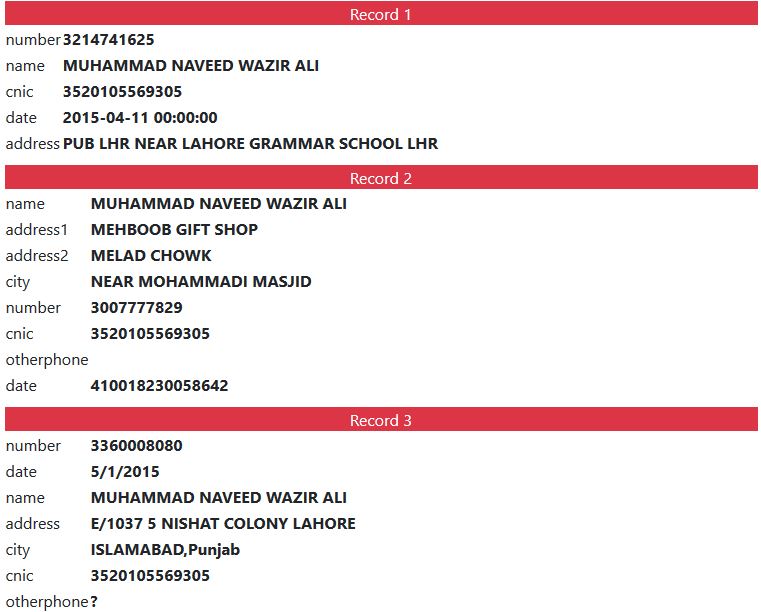 Record 1
number 3214741625
name MUHAMMAD NAVEED WAZIR ALI
cnic 3520105569305
date 2015-04-11 00:00:00
address PUB LHR NEAR LAHORE GRAMMAR SCHOOL LHR
Record 2
name MUHAMMAD NAVEED WAZIR ALI
address1 MEHBOOB GIFT SHOP
address2 MELAD CHOWK
city NEAR MOHAMMADI MASJID
number 3007777829
cnic 3520105569305
otherphone
date 410018230058642
Record 3
number 3360008080
date 5/1/2015
name MUHAMMAD NAVEED WAZIR ALI
address E/1037 5 NISHAT COLONY LAHORE
city ISLAMABAD,Punjab
cnic 3520105569305
otherphone ?